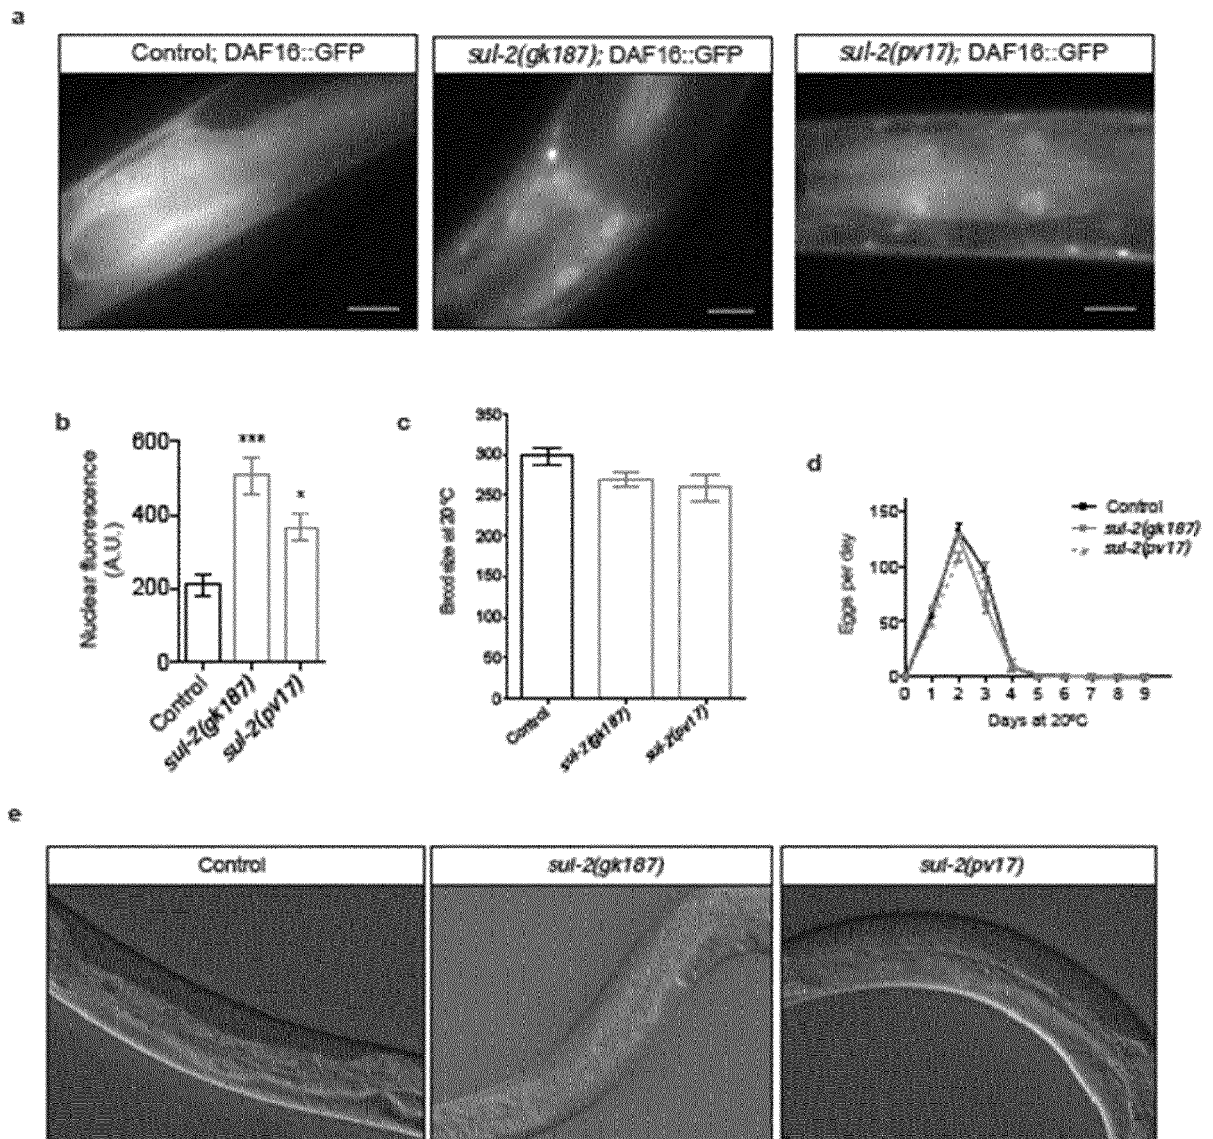 a
Control; DAF16::GFP
sul-2(gk187); DAF16::GFP
sul-2(pv17); DAF16::GFP
b
Nuclear fluorescence
(A.U.)
600
400
200
0
***
*
Control
sul-2(gk187)
sul-2(pv17)
c
Brood size at 20ºC
350
300
250
200
150
100
50
0
Control
sul-2(gk187)
sul-2(pv17)
d
Eggs per day
150
100
50
0
0 1 2 3 4 5 6 7 8 9
Days at 20ºC
Control
sul-2(gk187)
sul-2(pv17)
e
Control
sul-2(gk187)
sul-2(pv17)